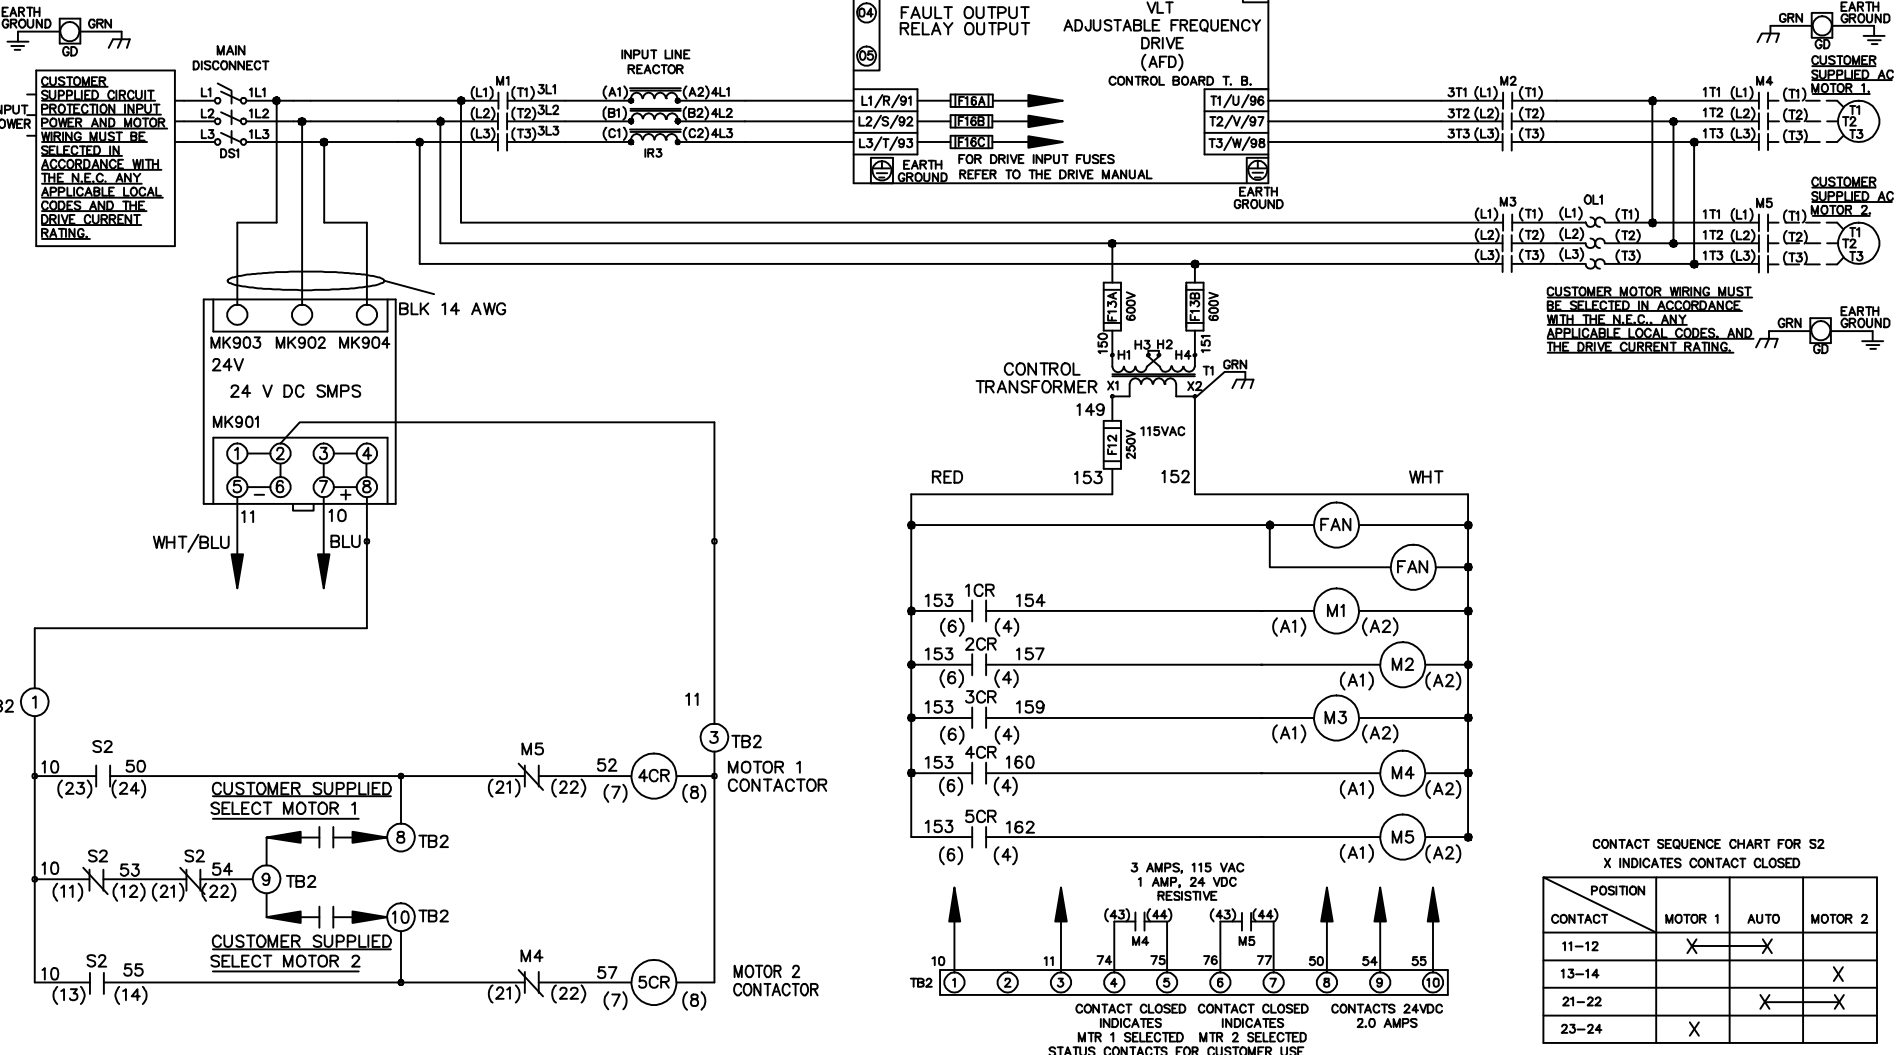 EARTH
GROUND
GRN
GD
MAIN
DISCONNECT
L1 1L1
L2 1L2
L3 1L3
DS1
CUSTOMER
SUPPLIED CIRCUIT
PROTECTION INPUT
POWER AND MOTOR
WIRING MUST BE
SELECTED IN
ACCORDANCE WITH
THE N.E.C. ANY
APPLICABLE LOCAL
CODES AND THE
DRIVE CURRENT
RATING.
M1
(L1) (T1) 3L1
(L2) (T2) 3L2
(L3) (T3) 3L3
INPUT LINE
REACTOR
(A1) (A2) 4L1
(B1) (B2) 4L2
(C1) (C2) 4L3
IR3
04
05
FAULT OUTPUT
RELAY OUTPUT
VLT
ADJUSTABLE FREQUENCY
DRIVE
(AFD)
CONTROL BOARD T. B.
L1/R/91 F16A T1/U/96
L2/S/92 F16B T2/V/97
L3/T/93 F16C T3/W/98
EARTH
GROUND
FOR DRIVE INPUT FUSES
REFER TO THE DRIVE MANUAL
EARTH
GROUND
M2
3T1 (L1) (T1)
3T2 (L2) (T2)
3T3 (L3) (T3)
GRN
GD
EARTH
GROUND
CUSTOMER
SUPPLIED AC
MOTOR 1.
M4
1T1 (L1) (T1) T1
1T2 (L2) (T2) T2
1T3 (L3) (T3) T3
M3 OL1
(L1) (T1) (L1) (T1)
(L2) (T2) (L2) (T2)
(L3) (T3) (L3) (T3)
CUSTOMER
SUPPLIED AC
MOTOR 2.
M5
1T1 (L1) (T1) T1
1T2 (L2) (T2) T2
1T3 (L3) (T3) T3
CUSTOMER MOTOR WIRING MUST
BE SELECTED IN ACCORDANCE
WITH THE N.E.C., ANY
APPLICABLE LOCAL CODES, AND
THE DRIVE CURRENT RATING.
GRN
GD
EARTH
GROUND
BLK 14 AWG
MK903 MK902 MK904
24V
24 V DC SMPS
MK901
1 2 3 4
5 - 6 7 + 8
11 10
WHT/BLU BLU
F13A 600V
F13B 600V
150 151
H1 H3 H2 H4
CONTROL
TRANSFORMER
X1 X2 T1 GRN
149
F12 250V 115VAC
RED 153 152 WHT
FAN
FAN
153 1CR 154 M1
(6) (4) (A1) (A2)
153 2CR 157 M2
(6) (4) (A1) (A2)
153 3CR 159 M3
(6) (4) (A1) (A2)
153 4CR 160 M4
(6) (4) (A1) (A2)
153 5CR 162 M5
(6) (4) (A1) (A2)
1
11
3 TB2
10 S2 50 M5 52 4CR
(23) (24) (21) (22) (7) (8)
MOTOR 1
CONTACTOR
CUSTOMER SUPPLIED
SELECT MOTOR 1
8 TB2
10 S2 53 S2 54 9 TB2
(11) (12) (21) (22)
10 TB2
CUSTOMER SUPPLIED
SELECT MOTOR 2
10 S2 55 M4 57 5CR
(13) (14) (21) (22) (7) (8)
MOTOR 2
CONTACTOR
3 AMPS, 115 VAC
1 AMP, 24 VDC
RESISTIVE
(43) (44) (43) (44)
M4 M5
10 11 74 75 76 77 50 54 55
TB2 1 2 3 4 5 6 7 8 9 10
CONTACT CLOSED
INDICATES
MTR 1 SELECTED
CONTACT CLOSED
INDICATES
MTR 2 SELECTED
CONTACTS 24VDC
2.0 AMPS
STATUS CONTACTS FOR CUSTOMER USE
CONTACT SEQUENCE CHART FOR S2
X INDICATES CONTACT CLOSED
POSITION
CONTACT MOTOR 1 AUTO MOTOR 2
11-12 X X
13-14 X
21-22 X X
23-24 X